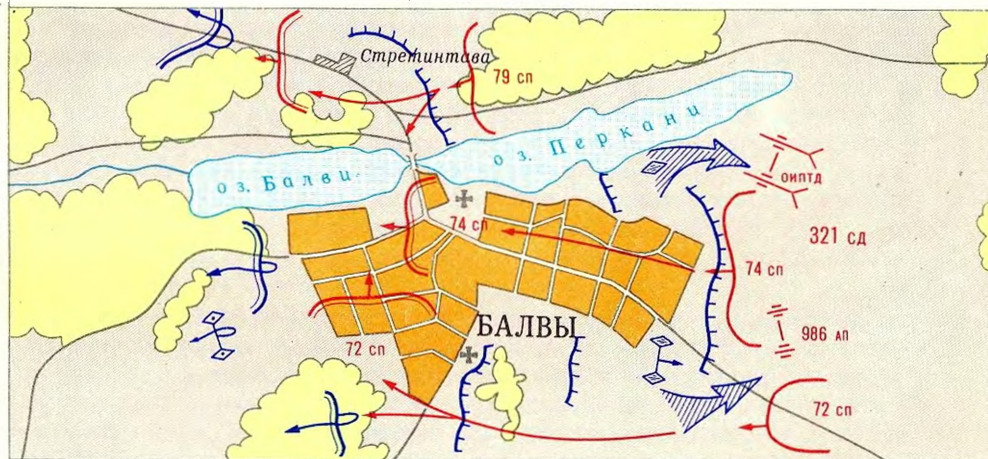 Стретинтава
79 сп
оз. Перкани
оз. Балви
оиптд
74 сп
321 сд
74 сп
БАЛВЫ
986 ап
72 сп
72 сп